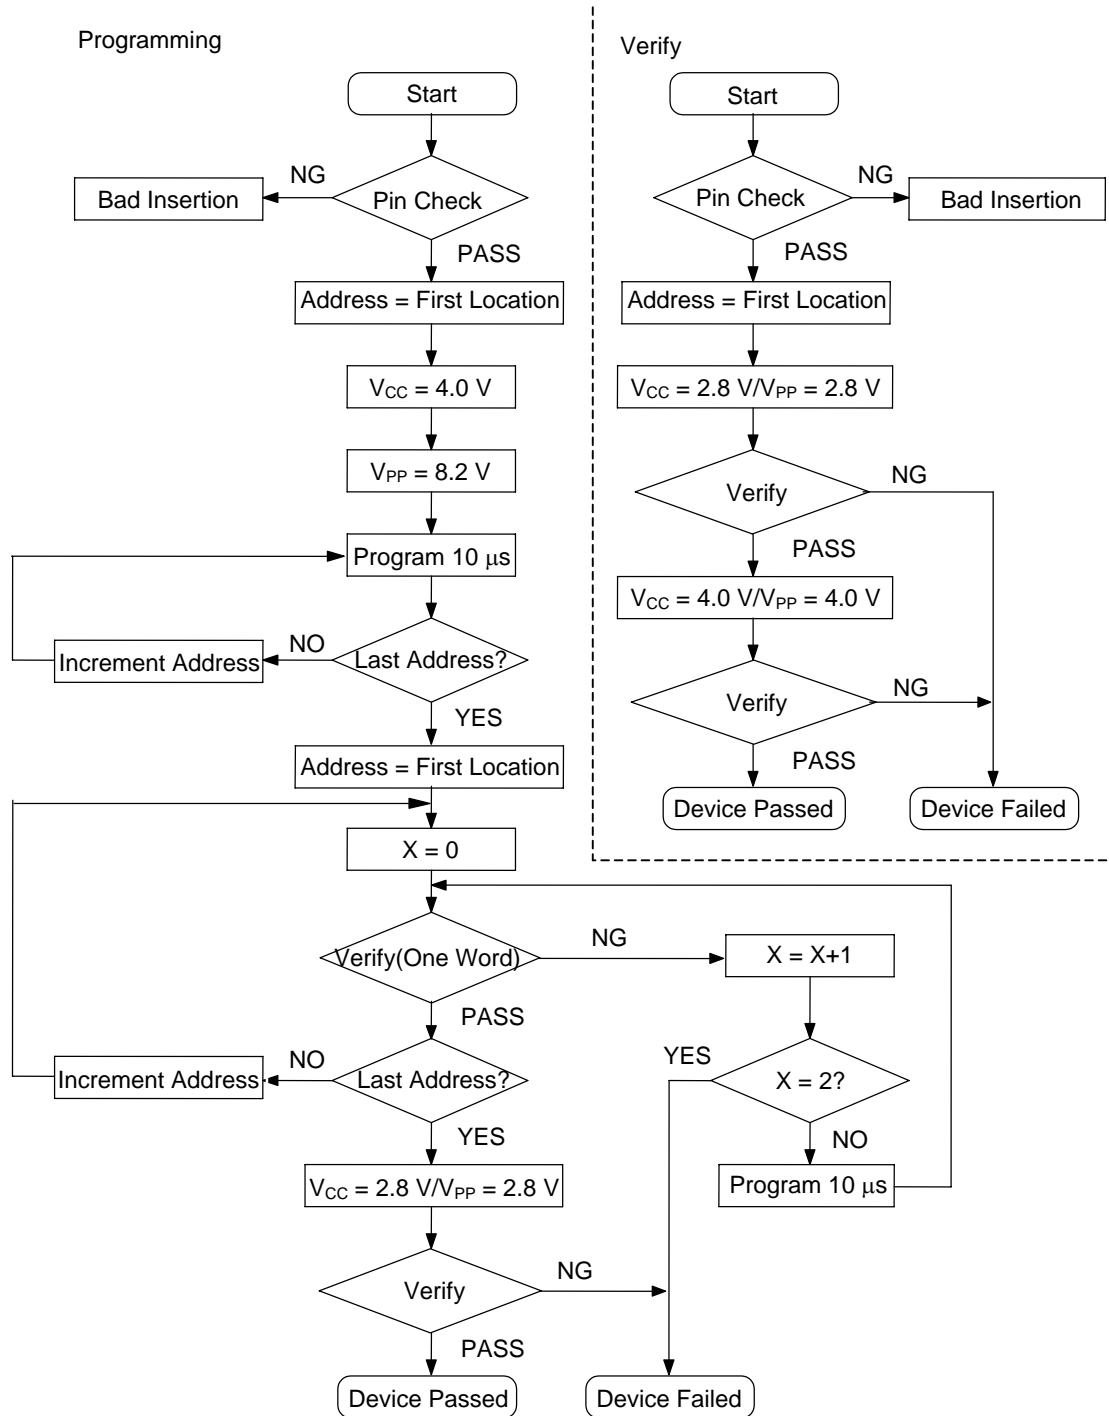 Programming
Start
NG
Bad Insertion
Pin Check
PASS
Address = First Location
VCC = 4.0 V
VPP = 8.2 V
Program 10 μs
NO
Increment Address
Last Address?
YES
Address = First Location
X = 0
Verify(One Word)
NG
X = X+1
PASS
YES
X = 2?
NO
Program 10 μs
NO
Increment Address
Last Address?
YES
VCC = 2.8 V/VPP = 2.8 V
Verify
NG
PASS
Device Passed
Device Failed
Verify
Start
Pin Check
NG
Bad Insertion
PASS
Address = First Location
VCC = 2.8 V/VPP = 2.8 V
Verify
NG
PASS
VCC = 4.0 V/VPP = 4.0 V
Verify
NG
PASS
Device Passed
Device Failed